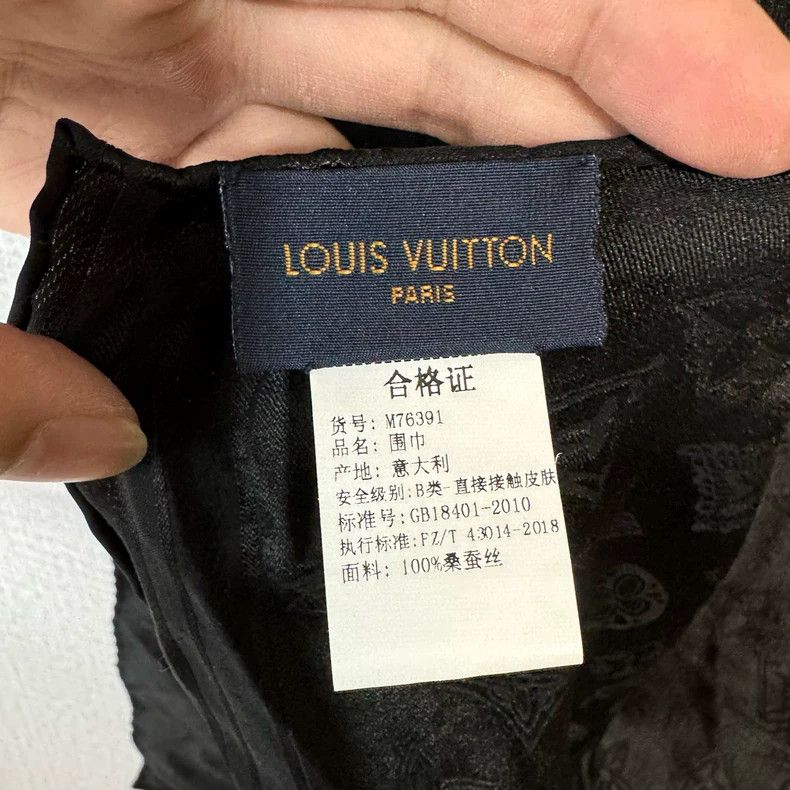 LOUIS VUITTON
PARIS
合格证
货号: M76391
品名: 围巾
产地: 意大利
安全级别: B类-直接接触皮肤
标准号: GB18401-2010
执行标准: FZ/T 43014-2018
面料: 100%桑蚕丝